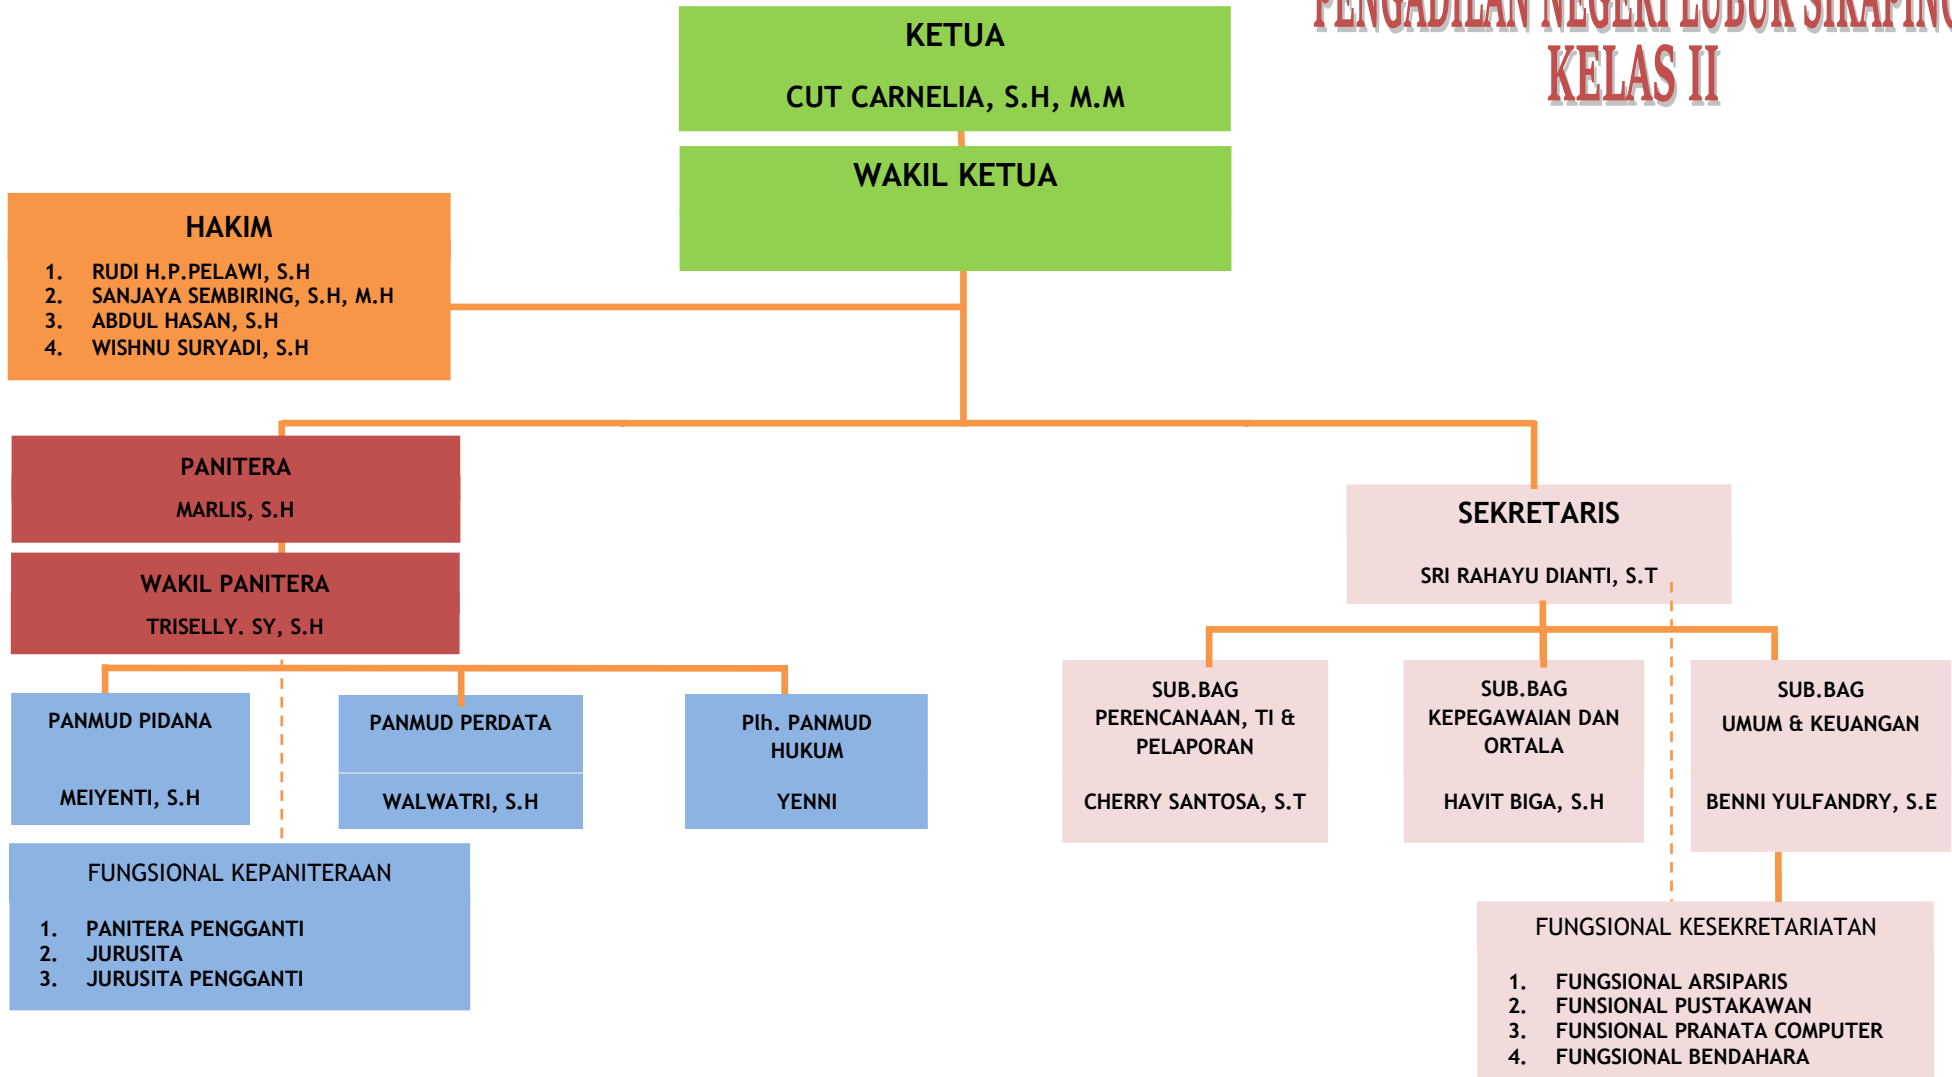 PENGADILAN NEGERI LUBUK SIKAPING
KELAS II
KETUA
CUT CARNELIA, S.H, M.M
WAKIL KETUA
HAKIM
1. RUDI H.P.PELAWI, S.H
2. SANJAYA SEMBIRING, S.H, M.H
3. ABDUL HASAN, S.H
4. WISHNU SURYADI, S.H
PANITERA
MARLIS, S.H
WAKIL PANITERA
TRISELLY. SY, S.H
SEKRETARIS
SRI RAHAYU DIANTI, S.T
PANMUD PIDANA
MEIYENTI, S.H
PANMUD PERDATA
WALWATRI, S.H
Plh. PANMUD
HUKUM
YENNI
SUB.BAG
PERENCANAAN, TI &
PELAPORAN
CHERRY SANTOSA, S.T
SUB.BAG
KEPEGAWAIAN DAN
ORTALA
HAVIT BIGA, S.H
SUB.BAG
UMUM & KEUANGAN
BENNI YULFANDRY, S.E
FUNGSIONAL KEPANITERAAN
1. PANITERA PENGGANTI
2. JURUSITA
3. JURUSITA PENGGANTI
FUNGSIONAL KESEKRETARIATAN
1. FUNGSIONAL ARSIPARIS
2. FUNSIONAL PUSTAKAWAN
3. FUNSIONAL PRANATA COMPUTER
4. FUNGSIONAL BENDAHARA